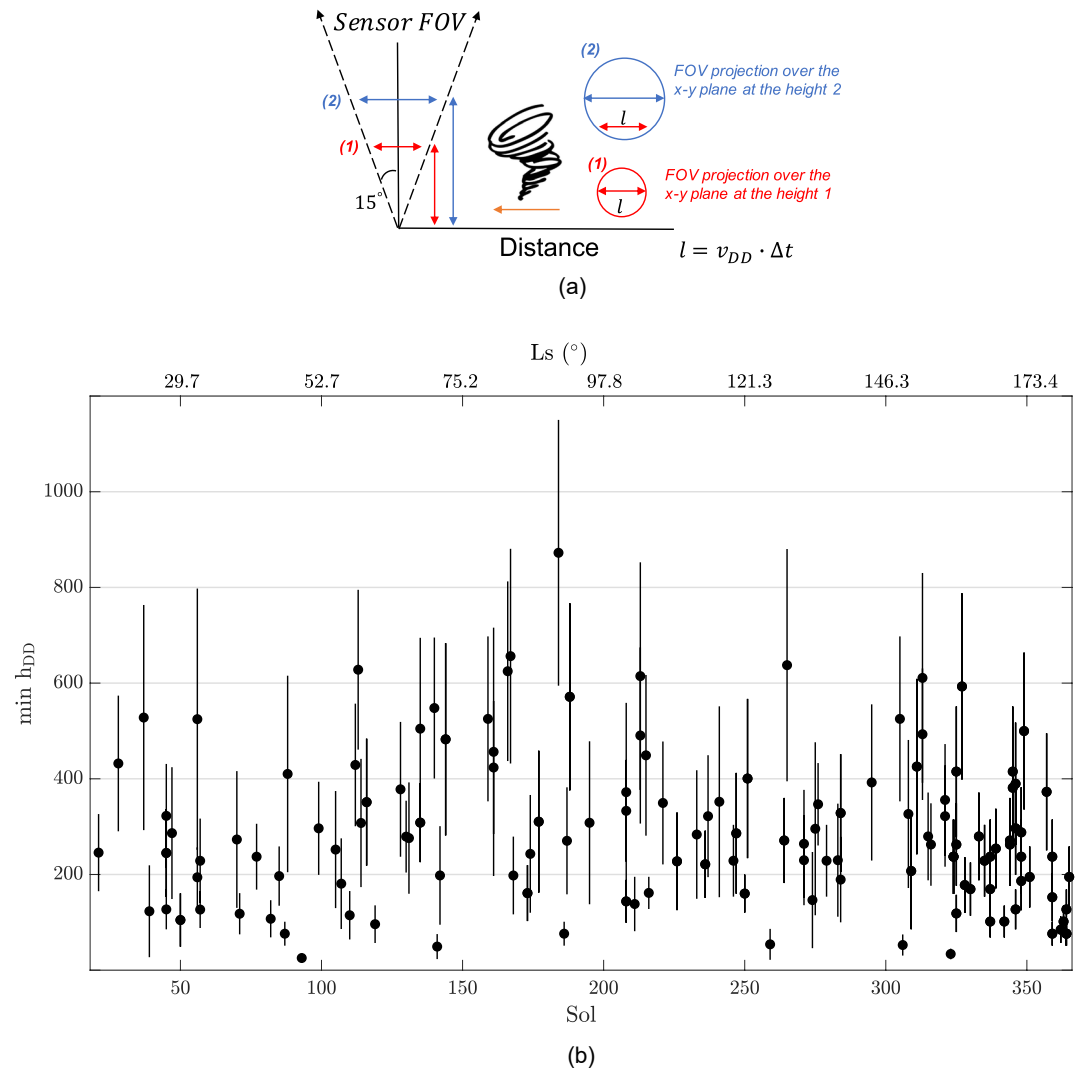 Sensor FOV
(2)
(1)
15°
(2)
FOV projection over the
x-y plane at the height 2
l
(1)
FOV projection over the
x-y plane at the height 1
l
Distance
l = v_DD · Δt
(a)
Ls (°)
29.7 52.7 75.2 97.8 121.3 146.3 173.4
1000
800
600
400
200
min h_DD
50 100 150 200 250 300 350
Sol
(b)